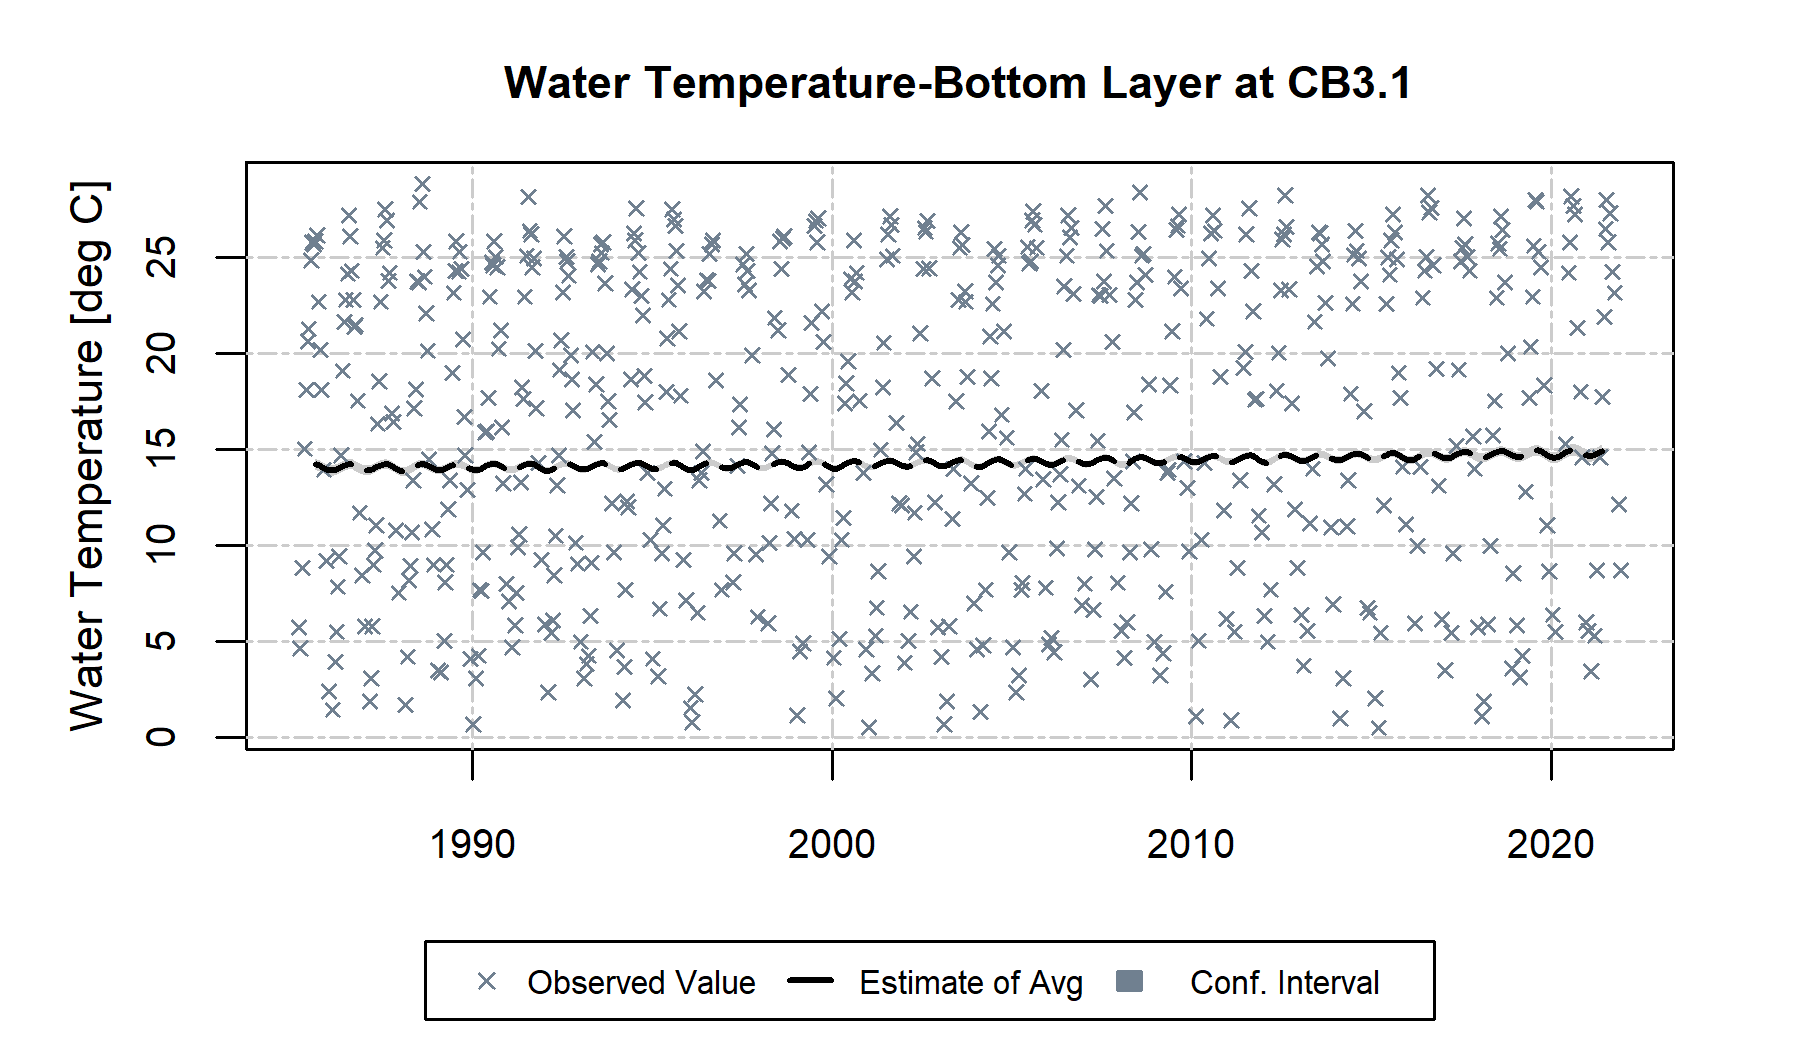 Water Temperature-Bottom Layer at CB3.1
Water Temperature [deg C]
25
20
15
10
5
0
1990 2000 2010 2020
Observed Value Estimate of Avg Conf. Interval